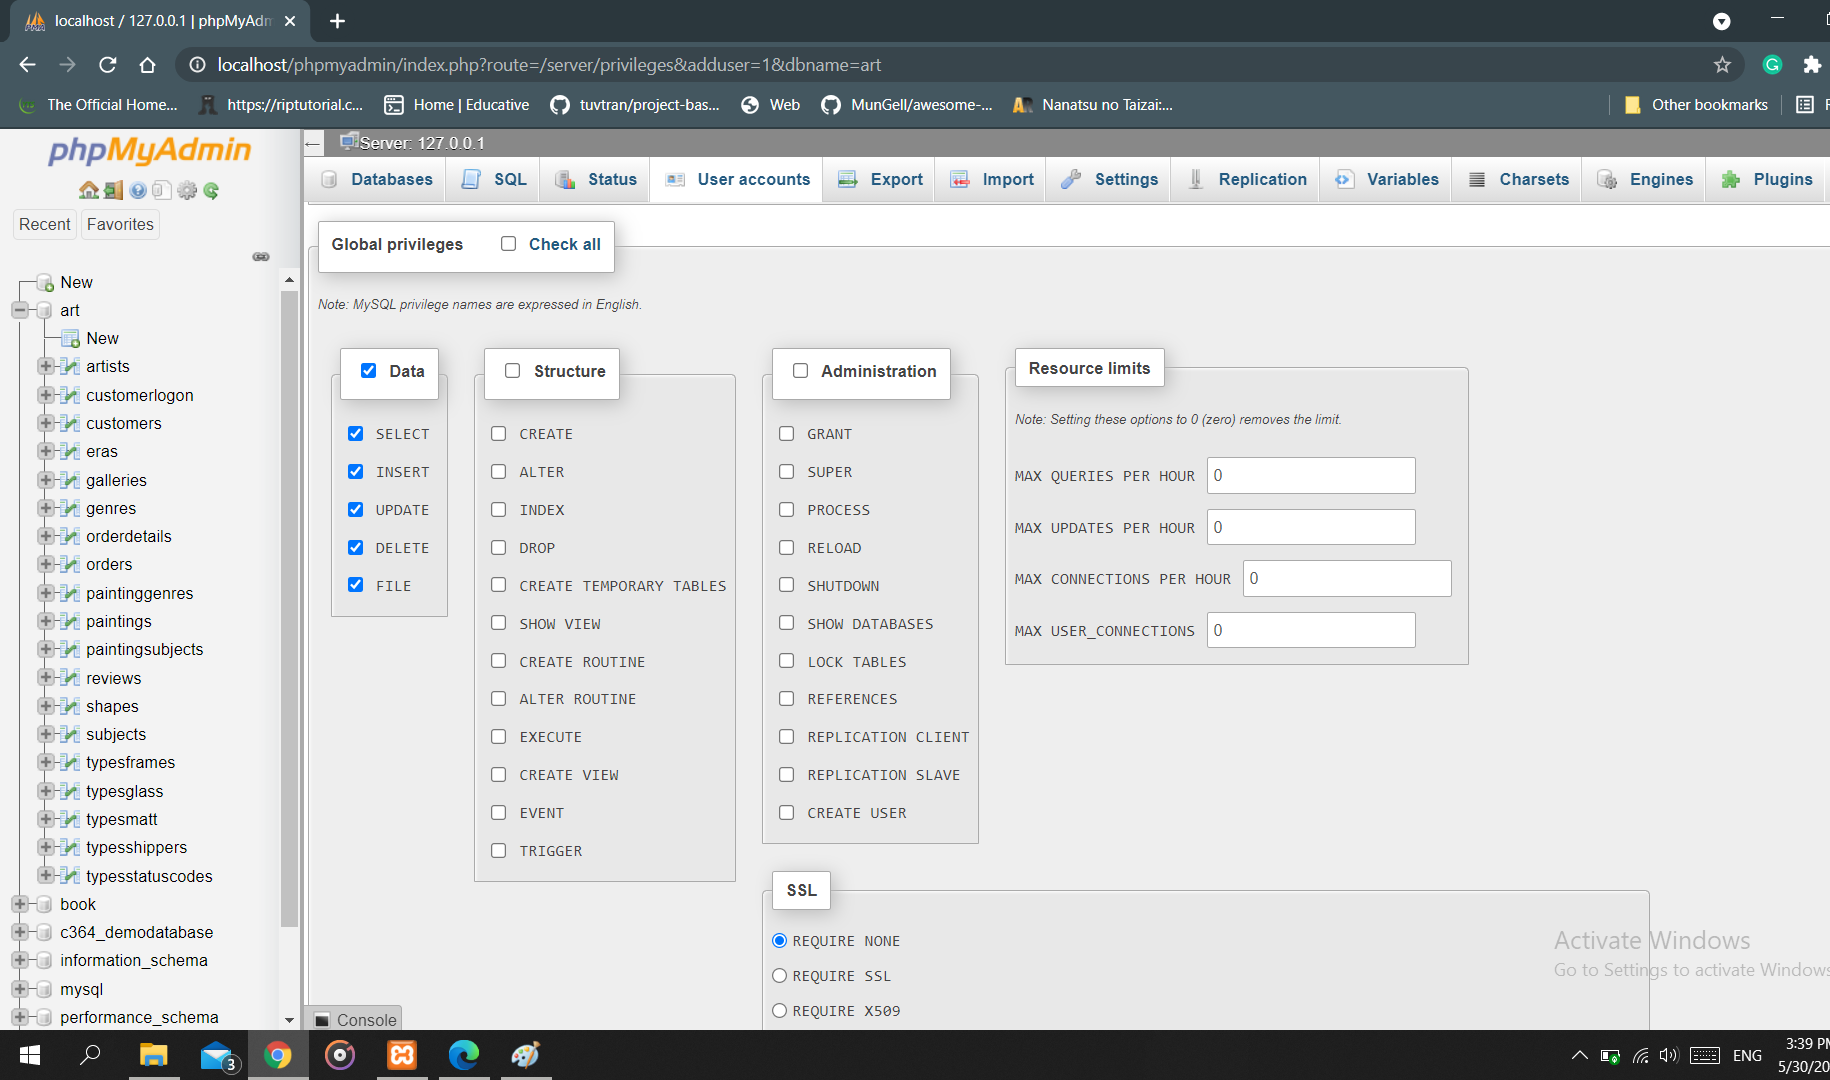 localhost / 127.0.0.1 | phpMyAdm
localhost/phpmyadmin/index.php?route=/server/privileges&adduser=1&dbname=art
The Official Home...
https://riptutorial.c...
Home | Educative
tuvtran/project-bas...
Web
MunGell/awesome-...
Nanatsu no Taizai:...
Other bookmarks
phpMyAdmin
Recent
Favorites
New
art
New
artists
customerlogon
customers
eras
galleries
genres
orderdetails
orders
paintinggenres
paintings
paintingsubjects
reviews
shapes
subjects
typesframes
typesglass
typesmatt
typesshippers
typesstatuscodes
book
c364_demodatabase
information_schema
mysql
performance_schema
Server: 127.0.0.1
Databases
SQL
Status
User accounts
Export
Import
Settings
Replication
Variables
Charsets
Engines
Plugins
Global privileges
Check all
Note: MySQL privilege names are expressed in English.
Data
SELECT
INSERT
UPDATE
DELETE
FILE
Structure
CREATE
ALTER
INDEX
DROP
CREATE TEMPORARY TABLES
SHOW VIEW
CREATE ROUTINE
ALTER ROUTINE
EXECUTE
CREATE VIEW
EVENT
TRIGGER
Administration
GRANT
SUPER
PROCESS
RELOAD
SHUTDOWN
SHOW DATABASES
LOCK TABLES
REFERENCES
REPLICATION CLIENT
REPLICATION SLAVE
CREATE USER
Resource limits
Note: Setting these options to 0 (zero) removes the limit.
MAX QUERIES PER HOUR 0
MAX UPDATES PER HOUR 0
MAX CONNECTIONS PER HOUR 0
MAX USER_CONNECTIONS 0
SSL
REQUIRE NONE
REQUIRE SSL
REQUIRE X509
Activate Windows
Go to Settings to activate Windows
Console
3
ENG
3:39 PM
5/30/20